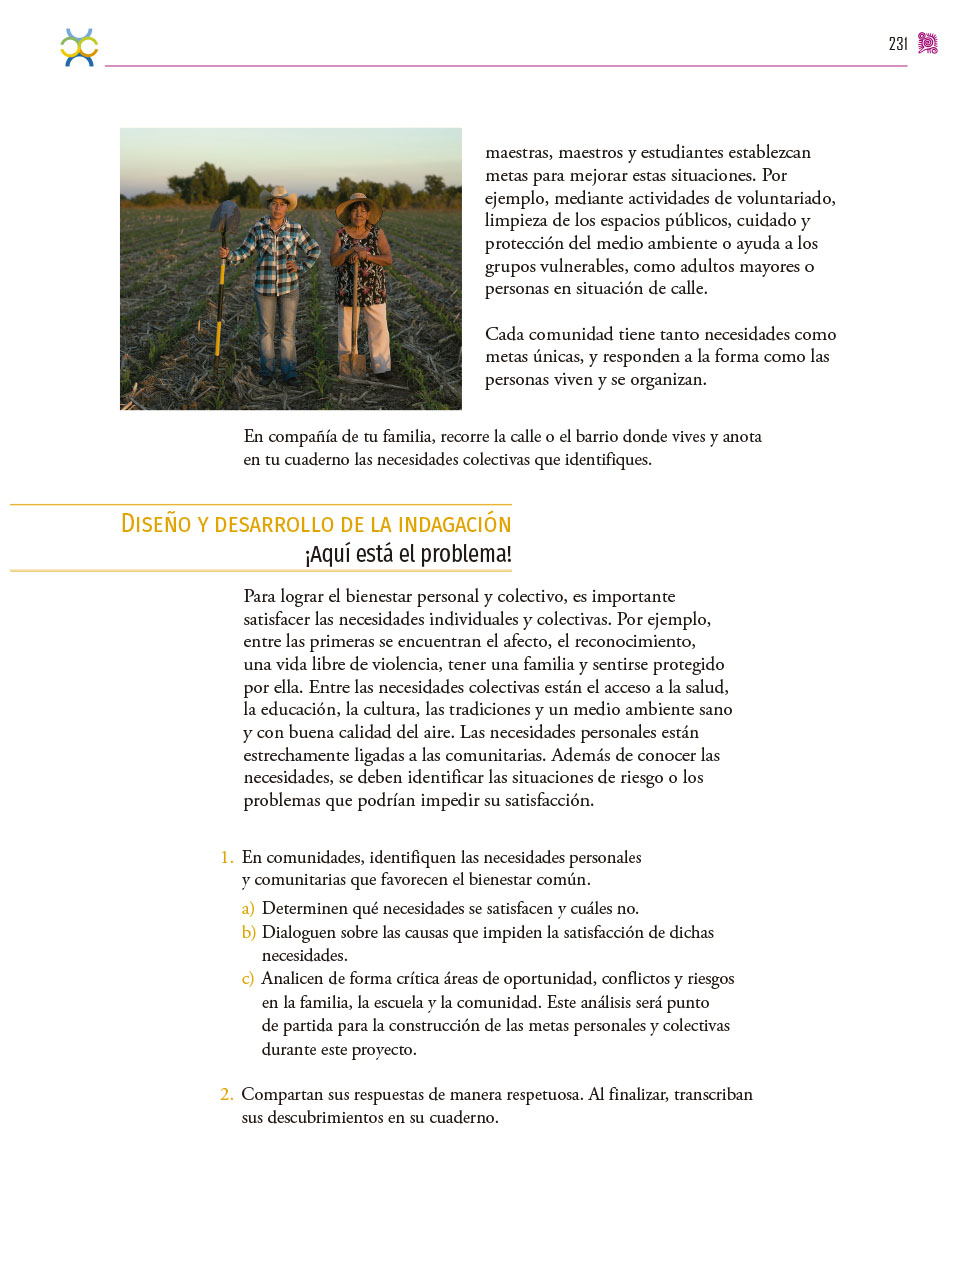 231
maestras, maestros y estudiantes establezcan
metas para mejorar estas situaciones. Por
ejemplo, mediante actividades de voluntariado,
limpieza de los espacios públicos, cuidado y
protección del medio ambiente o ayuda a los
grupos vulnerables, como adultos mayores o
personas en situación de calle.
Cada comunidad tiene tanto necesidades como
metas únicas, y responden a la forma como las
personas viven y se organizan.
En compañía de tu familia, recorre la calle o el barrio donde vives y anota
en tu cuaderno las necesidades colectivas que identifiques.
Diseño y desarrollo de la indagación
¡Aquí está el problema!
Para lograr el bienestar personal y colectivo, es importante
satisfacer las necesidades individuales y colectivas. Por ejemplo,
entre las primeras se encuentran el afecto, el reconocimiento,
una vida libre de violencia, tener una familia y sentirse protegido
por ella. Entre las necesidades colectivas están el acceso a la salud,
la educación, la cultura, las tradiciones y un medio ambiente sano
y con buena calidad del aire. Las necesidades personales están
estrechamente ligadas a las comunitarias. Además de conocer las
necesidades, se deben identificar las situaciones de riesgo o los
problemas que podrían impedir su satisfacción.
1. En comunidades, identifiquen las necesidades personales
y comunitarias que favorecen el bienestar común.
a) Determinen qué necesidades se satisfacen y cuáles no.
b) Dialoguen sobre las causas que impiden la satisfacción de dichas
necesidades.
c) Analicen de forma crítica áreas de oportunidad, conflictos y riesgos
en la familia, la escuela y la comunidad. Este análisis será punto
de partida para la construcción de las metas personales y colectivas
durante este proyecto.
2. Compartan sus respuestas de manera respetuosa. Al finalizar, transcriban
sus descubrimientos en su cuaderno.